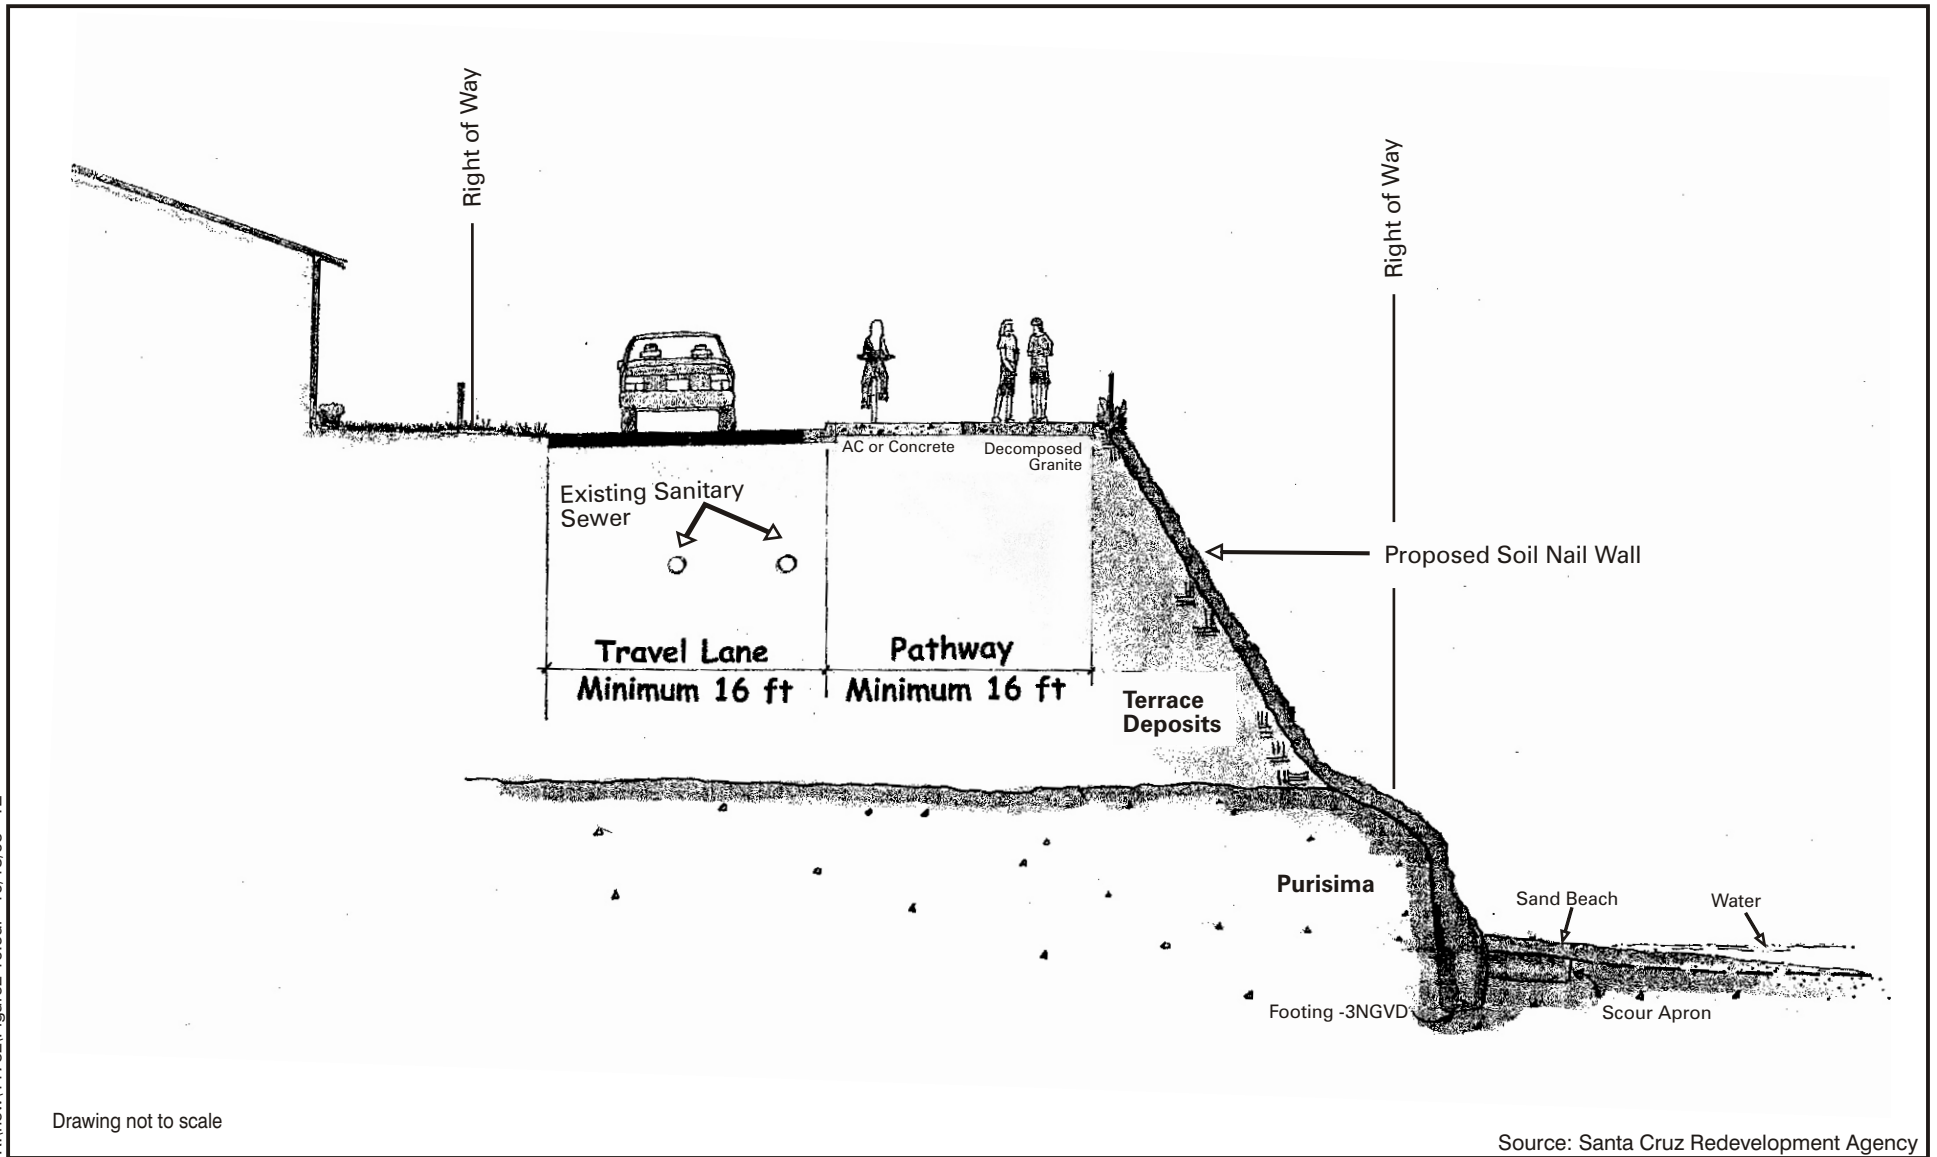 Right of Way
Right of Way
AC or Concrete
Decomposed
Granite
Existing Sanitary
Sewer
Proposed Soil Nail Wall
Travel Lane
Pathway
Minimum 16 ft
Minimum 16 ft
Terrace
Deposits
Purisima
Sand Beach
Water
Footing -3NGVD
Scour Apron
Drawing not to scale
Source: Santa Cruz Redevelopment Agency